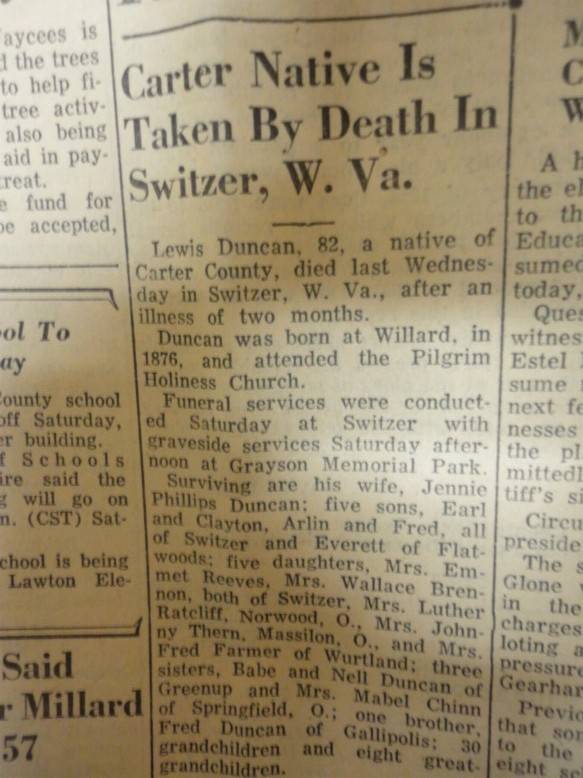 aycees is
d the trees
to help fi-
tree activ-
also being
aid in pay-
treat.
e fund for
be accepted,
ool To
ay
County school
off Saturday,
er building.
f Schools
ire said the
g will go on
m. (CST) Sat-
school is being
Lawton Ele-
Said
r Millard
57
Carter Native Is
Taken By Death In
Switzer, W. Va.
Lewis Duncan, 82, a native of
Carter County, died last Wednes-
day in Switzer, W. Va., after an
illness of two months.
Duncan was born at Willard, in
1876, and attended the Pilgrim
Holiness Church.
Funeral services were conduct-
ed Saturday at Switzer with
graveside services Saturday after-
noon at Grayson Memorial Park.
Surviving are his wife, Jennie
Phillips Duncan; five sons, Earl
and Clayton, Arlin and Fred, all
of Switzer and Everett of Flat-
woods; five daughters, Mrs. Em-
met Reeves, Mrs. Wallace Bren-
non, both of Switzer, Mrs. Luther
Ratcliff, Norwood, O., Mrs. John-
ny Thern, Massilon, O., and Mrs.
Fred Farmer of Wurtland; three
sisters, Babe and Nell Duncan of
Greenup and Mrs. Mabel Chinn
of Springfield, O.; one brother,
Fred Duncan of Gallipolis; 30
grandchildren and eight great-
grandchildren.
M
C
W
A h
the el
to th
Educa
sumed
today,
Ques
witness
Estel
sume
next fe
nesses
the pl
mittedl
tiff's si
Circu
preside
The s
Glone
in the
charges
loting a
pressure
Gearhar
Previo
that som
to the
eight se